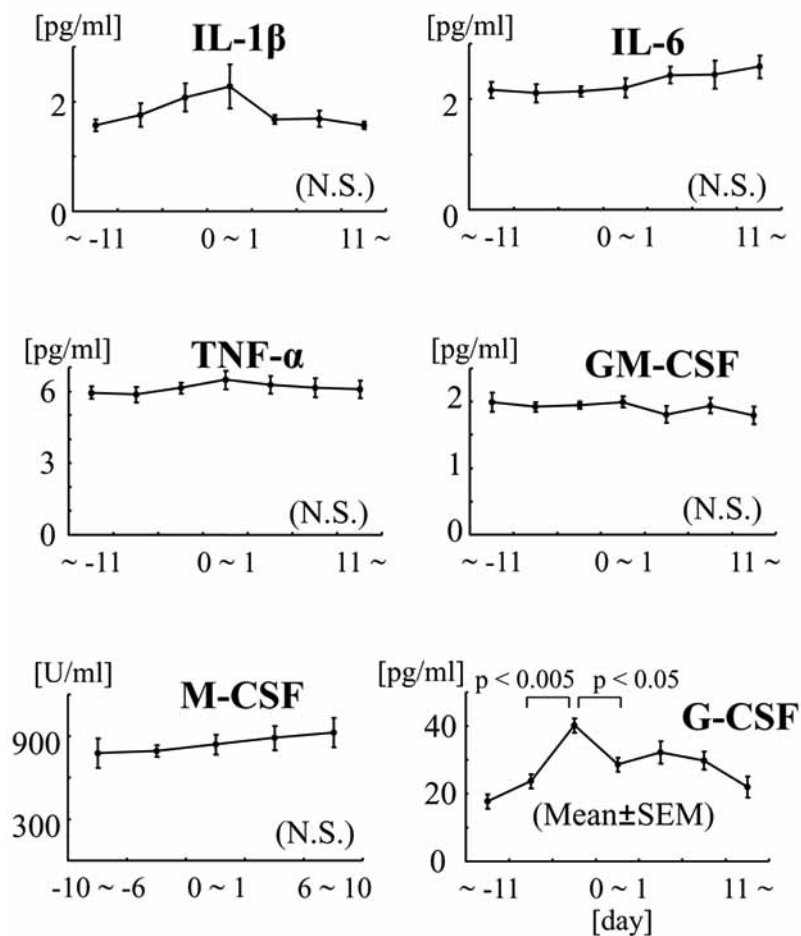 [pg/ml]
IL-1β
2
0
(N.S.)
~ -11 0 ~ 1 11 ~
[pg/ml]
IL-6
2
0
(N.S.)
~ -11 0 ~ 1 11 ~
[pg/ml]
TNF-α
6
3
0
(N.S.)
~ -11 0 ~ 1 11 ~
[pg/ml]
GM-CSF
2
1
0
(N.S.)
~ -11 0 ~ 1 11 ~
[U/ml]
M-CSF
900
300
(N.S.)
-10 ~ -6 0 ~ 1 6 ~ 10
[pg/ml]
p < 0.005 p < 0.05
G-CSF
40
20
0
(Mean±SEM)
~ -11 0 ~ 1 11 ~
[day]